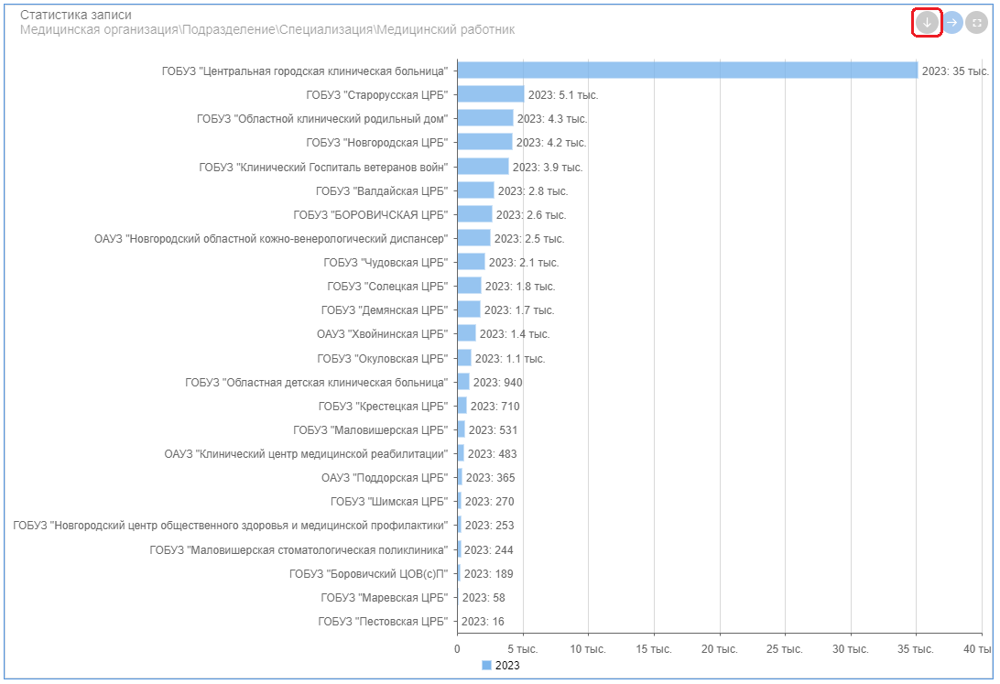 Статистика записи
Медицинская организация\Подразделение\Специализация\Медицинский работник
ГОБУЗ "Центральная городская клиническая больница" 2023: 35 тыс.
ГОБУЗ "Старорусская ЦРБ" 2023: 5.1 тыс.
ГОБУЗ "Областной клинический родильный дом" 2023: 4.3 тыс.
ГОБУЗ "Новгородская ЦРБ" 2023: 4.2 тыс.
ГОБУЗ "Клинический Госпиталь ветеранов войн" 2023: 3.9 тыс.
ГОБУЗ "Валдайская ЦРБ" 2023: 2.8 тыс.
ГОБУЗ "БОРОВИЧСКАЯ ЦРБ" 2023: 2.6 тыс.
ОАУЗ "Новгородский областной кожно-венерологический диспансер" 2023: 2.5 тыс.
ГОБУЗ "Чудовская ЦРБ" 2023: 2.1 тыс.
ГОБУЗ "Солецкая ЦРБ" 2023: 1.8 тыс.
ГОБУЗ "Демянская ЦРБ" 2023: 1.7 тыс.
ОАУЗ "Хвойнинская ЦРБ" 2023: 1.4 тыс.
ГОБУЗ "Окуловская ЦРБ" 2023: 1.1 тыс.
ГОБУЗ "Областная детская клиническая больница" 2023: 940
ГОБУЗ "Крестецкая ЦРБ" 2023: 710
ГОБУЗ "Маловишерская ЦРБ" 2023: 531
ОАУЗ "Клинический центр медицинской реабилитации" 2023: 483
ОАУЗ "Поддорская ЦРБ" 2023: 365
ГОБУЗ "Шимская ЦРБ" 2023: 270
ГОБУЗ "Новгородский центр общественного здоровья и медицинской профилактики" 2023: 253
ГОБУЗ "Маловишерская стоматологическая поликлиника" 2023: 244
ГОБУЗ "Боровичский ЦОВ(с)П" 2023: 189
ГОБУЗ "Маревская ЦРБ" 2023: 58
ГОБУЗ "Пестовская ЦРБ" 2023: 16
0 5 тыс. 10 тыс. 15 тыс. 20 тыс. 25 тыс. 30 тыс. 35 тыс. 40 ты
2023